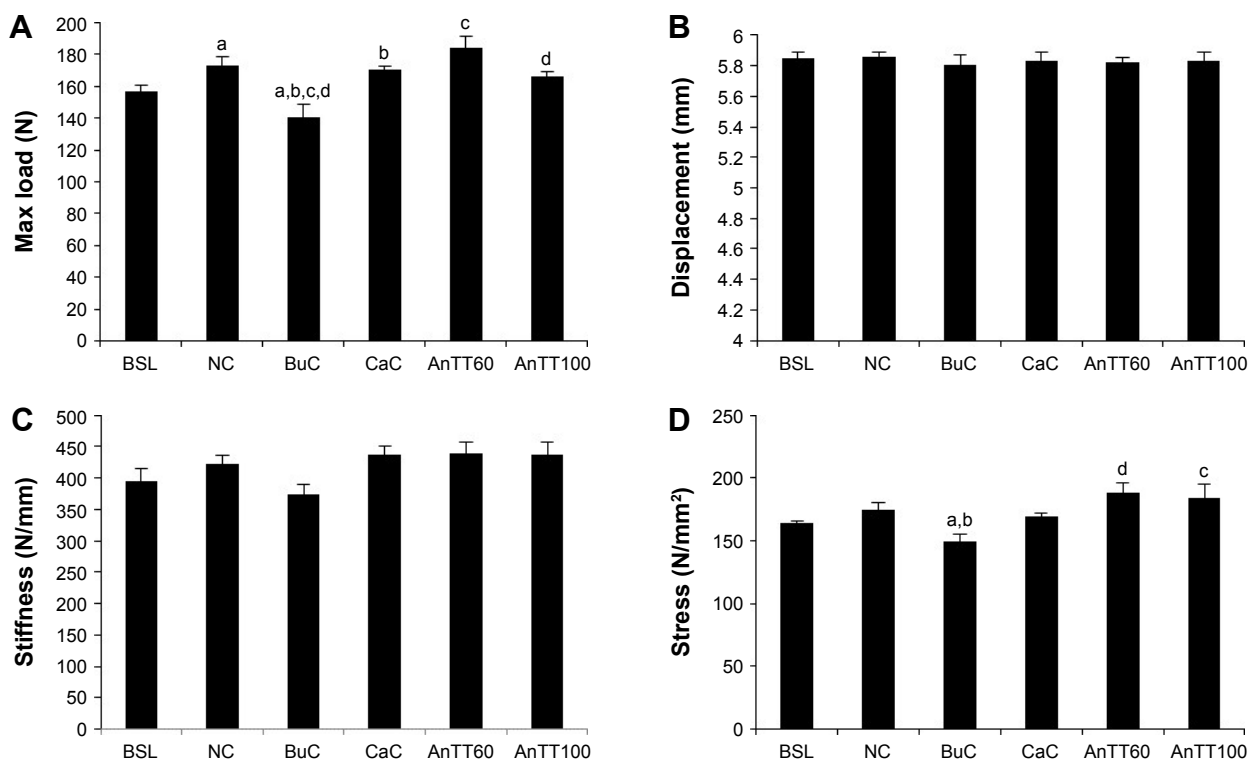 A
Max load (N)
200
180
160
140
120
100
80
60
40
20
0
a
a,b,c,d
b
c
d
BSL NC BuC CaC AnTT60 AnTT100
B
Displacement (mm)
6
5.8
5.6
5.4
5.2
5
4.8
4.6
4.4
4.2
4
BSL NC BuC CaC AnTT60 AnTT100
C
Stiffness (N/mm)
500
450
400
350
300
250
200
150
100
50
0
BSL NC BuC CaC AnTT60 AnTT100
D
Stress (N/mm²)
250
200
150
100
50
0
a,b
d
c
BSL NC BuC CaC AnTT60 AnTT100